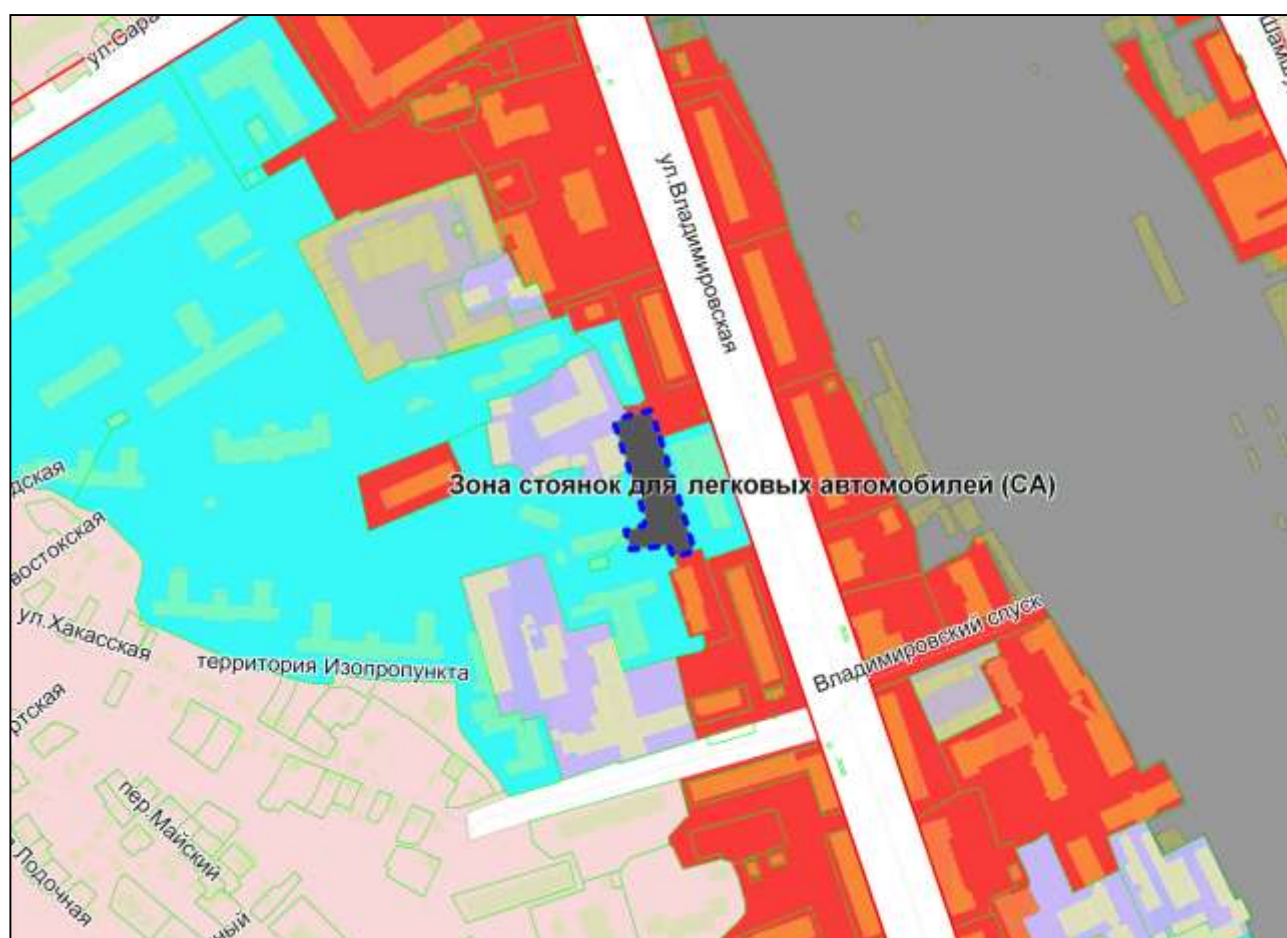 ул.Сара
ул.Владимировская
Зона стоянок для легковых автомобилей (СА)
дская
востокская
ул.Хакасская
территория Изопропункта
Владимировский спуск
ртская
пер.Майский
Лодочная
ный